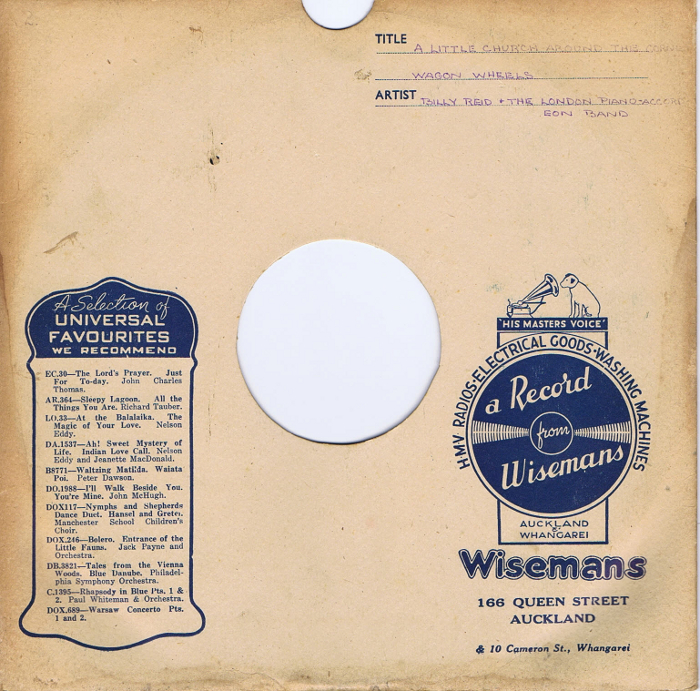 TITLE A LITTLE CHURCH AROUND THE
WAGON WHEELS
ARTIST BILLY REID + THE LONDON PIANO-ACCORD
EON BAND
A Selection of
UNIVERSAL
FAVOURITES
WE RECOMMEND
EC.30—The Lord's Prayer. Just
For To-day. John Charles
Thomas.
AR.364—Sleepy Lagoon. All the
Things You Are. Richard Tauber.
LO.33—At the Balalaika. The
Magic of Your Love. Nelson
Eddy.
DA.1537—Ah! Sweet Mystery of
Life. Indian Love Call. Nelson
Eddy and Jeanette MacDonald.
B8771—Waltzing Matilda. Waiata
Poi. Peter Dawson.
DO.1988—I'll Walk Beside You.
You're Mine. John McHugh.
DOX117—Nymphs and Shepherds
Dance Duet. Hansel and Grete.
Manchester School Children's
Choir.
DOX.246—Bolero. Entrance of the
Little Fauns. Jack Payne and
Orchestra.
DB.3821—Tales from the Vienna
Woods. Blue Danube. Philadel-
phia Symphony Orchestra.
C.1395—Rhapsody in Blue Pts. 1 &
2. Paul Whiteman & Orchestra.
DOX.689—Warsaw Concerto Pts.
1 and 2.
"HIS MASTERS VOICE"
HMV RADIOS·ELECTRICAL GOODS·WASHING MACHINES
a Record
from
Wisemans
AUCKLAND
&
WHANGAREI
Wisemans
166 QUEEN STREET
AUCKLAND
& 10 Cameron St., Whangarei